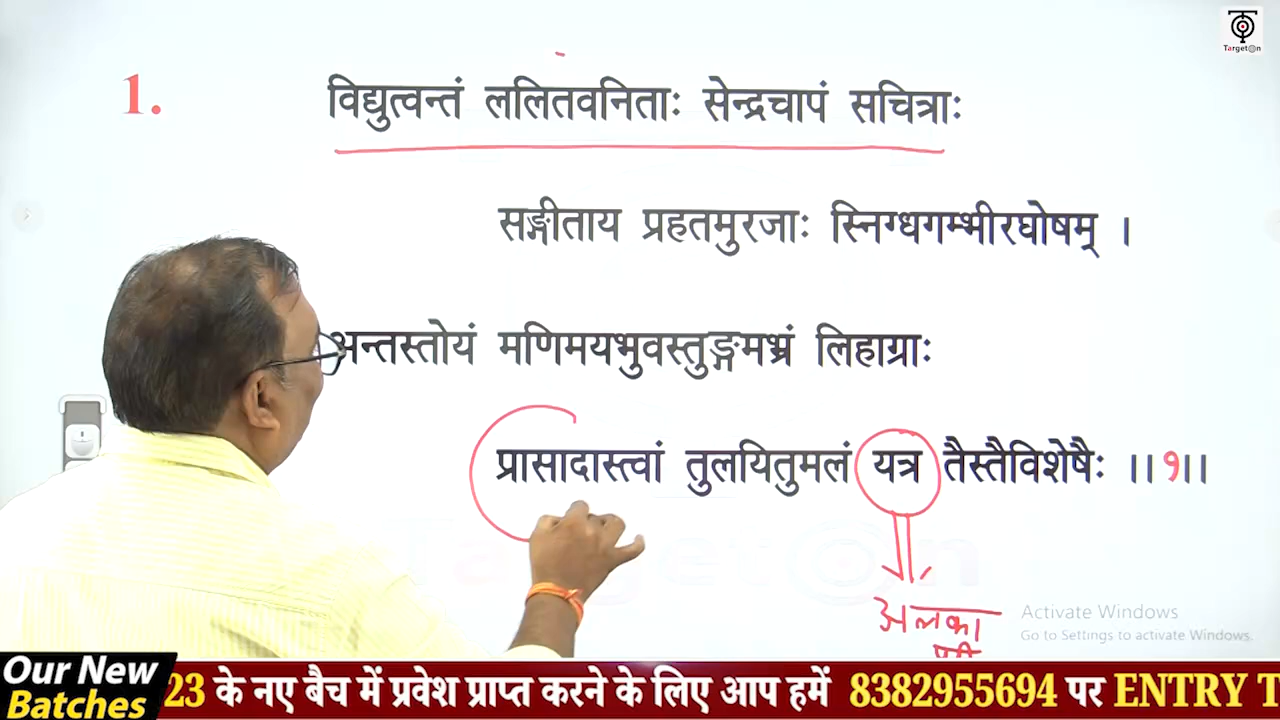 TargetOn
1.
विद्युत्वन्तं ललितवनिताः सेन्द्रचापं सचित्राः
सङ्गीताय प्रहतमुरजाः स्निग्धगम्भीरघोषम् ।
अन्तस्तोयं मणिमयभुवस्तुङ्गमभ्रं लिहाग्राः
प्रासादास्त्वां तुलयितुमलं यत्र तैस्तैविशेषैः ।।१।।
अलका
Activate Windows
Go to Settings to activate Windows.
Our New
Batches
23 के नए बैच में प्रवेश प्राप्त करने के लिए आप हमें 8382955694 पर ENTRY T